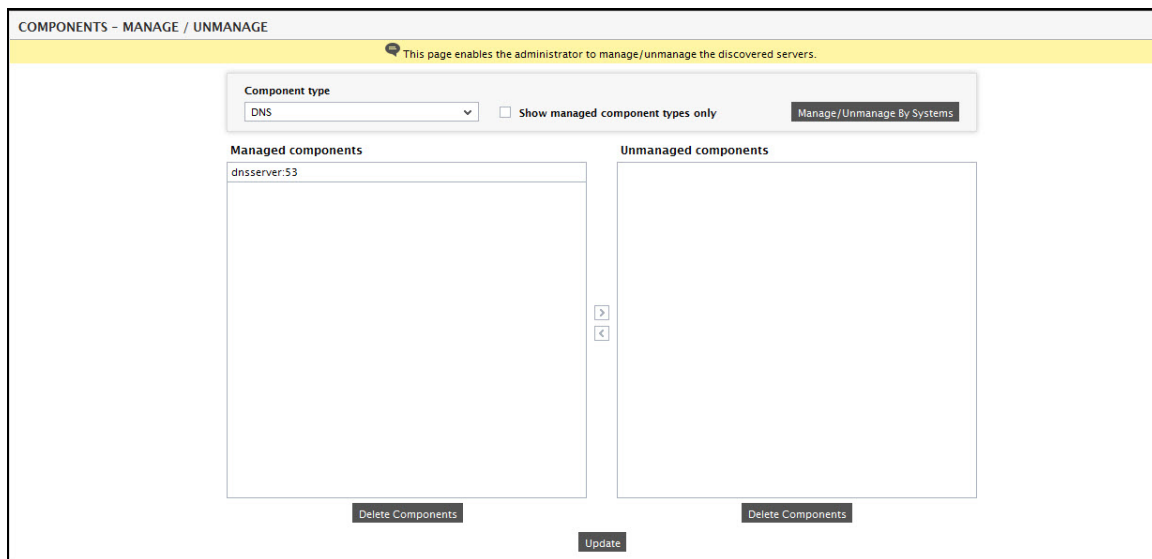 COMPONENTS - MANAGE / UNMANAGE
This page enables the administrator to manage/unmanage the discovered servers.
Component type
DNS
Show managed component types only
Manage/Unmanage By Systems
Managed components
Unmanaged components
dnsserver:53
>
<
Delete Components
Delete Components
Update